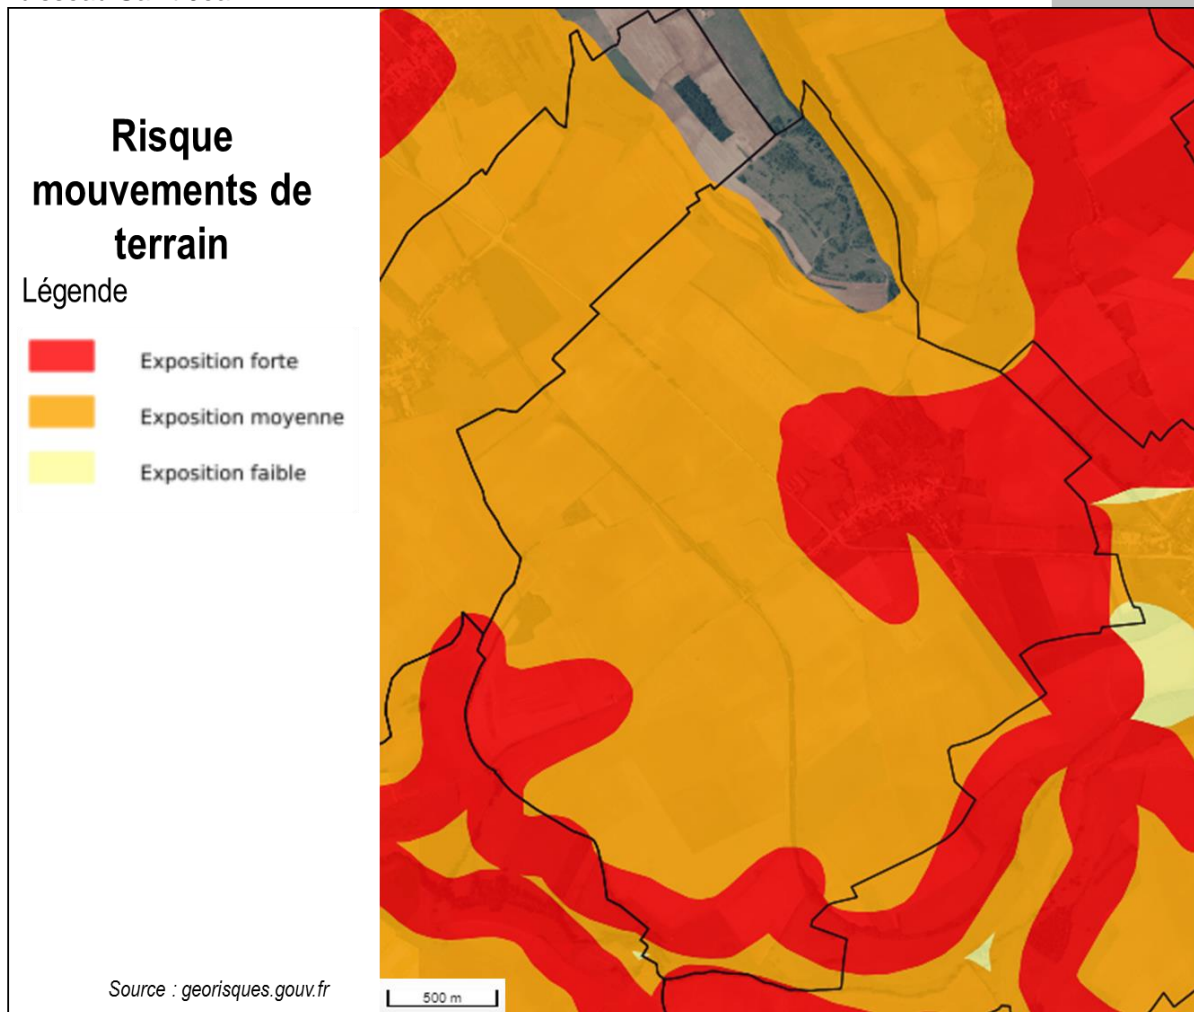 Risque
mouvements de
terrain
Légende
Exposition forte
Exposition moyenne
Exposition faible
Source : georisques.gouv.fr
500 m